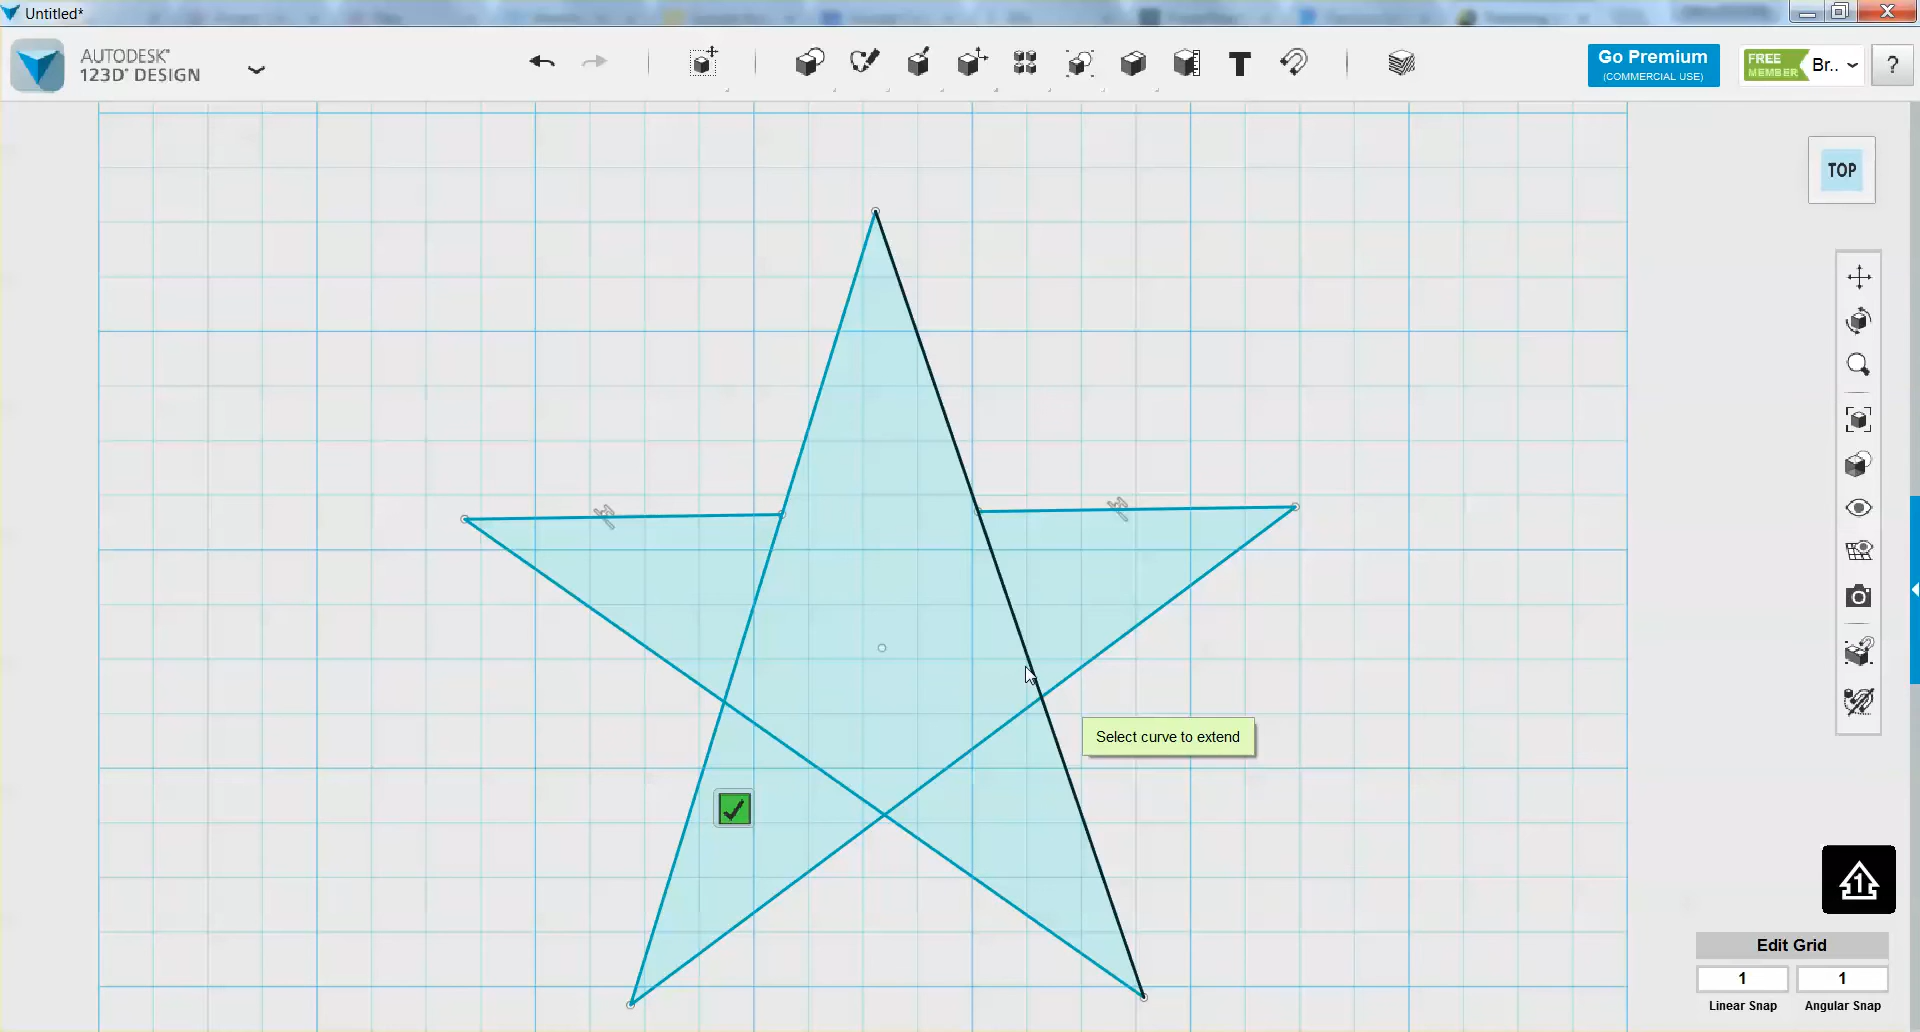 Untitled*
AUTODESK®
123D® DESIGN
Go Premium
(COMMERCIAL USE)
FREE
MEMBER
Br..
?
TOP
Select curve to extend
1
Edit Grid
1
1
Linear Snap
Angular Snap